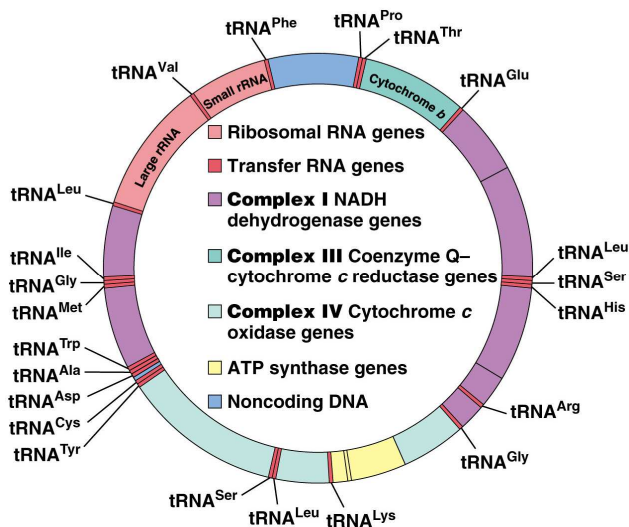 tRNAPhe
tRNAPro
tRNAThr
tRNAVal
tRNAGlu
Small rRNA
Cytochrome b
Large rRNA
Ribosomal RNA genes
Transfer RNA genes
Complex I NADH
dehydrogenase genes
Complex III Coenzyme Q–
cytochrome c reductase genes
Complex IV Cytochrome c
oxidase genes
ATP synthase genes
Noncoding DNA
tRNALeu
tRNAIle
tRNAGly
tRNAMet
tRNATrp
tRNAAla
tRNAAsp
tRNACys
tRNATyr
tRNASer
tRNALeu
tRNALys
tRNAGly
tRNAArg
tRNAHis
tRNASer
tRNALeu